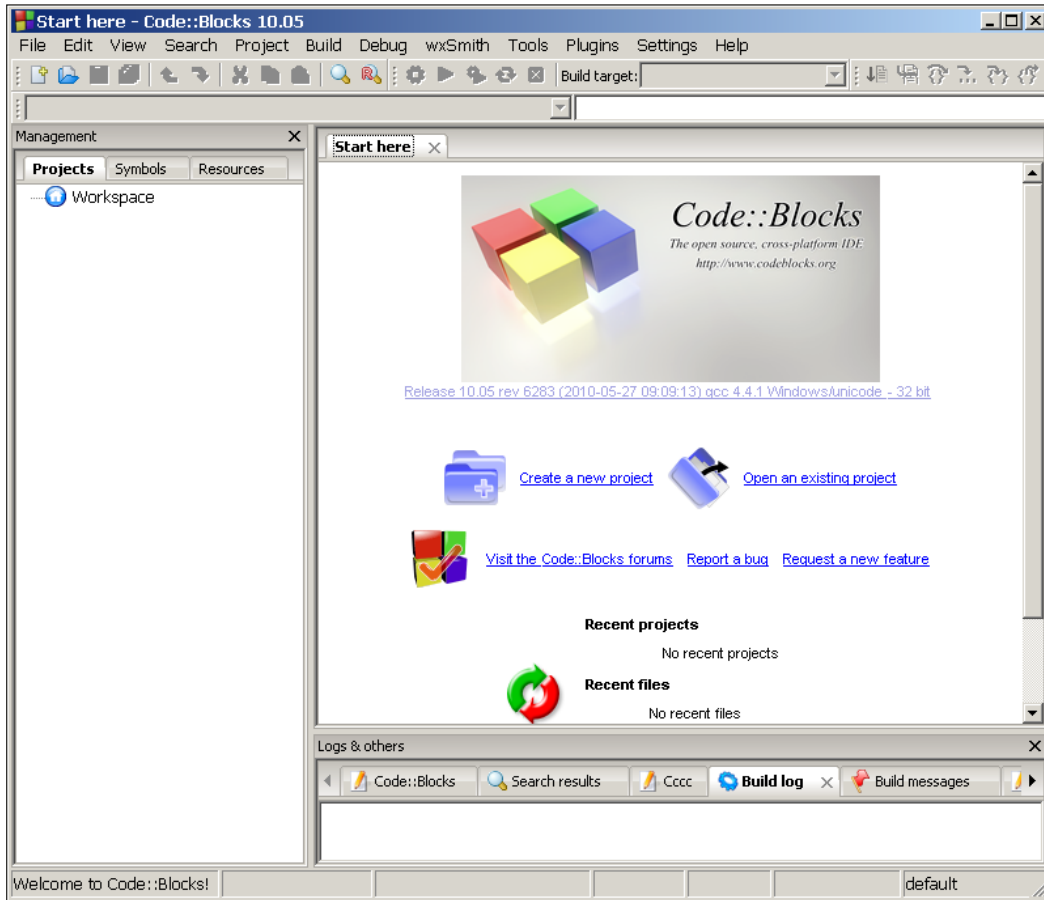 Start here - Code::Blocks 10.05
File Edit View Search Project Build Debug wxSmith Tools Plugins Settings Help
Build target:
Management
Projects Symbols Resources
Workspace
Start here
Code::Blocks
The open source, cross-platform IDE
http://www.codeblocks.org
Release 10.05 rev 6283 (2010-05-27 09:09:13) gcc 4.4.1 Windows/unicode - 32 bit
Create a new project Open an existing project
Visit the Code::Blocks forums Report a bug Request a new feature
Recent projects
No recent projects
Recent files
No recent files
Logs & others
Code::Blocks Search results Cccc Build log Build messages
Welcome to Code::Blocks! default